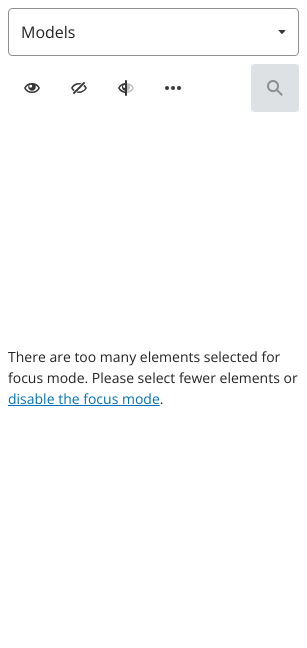 Models
There are too many elements selected for
focus mode. Please select fewer elements or
disable the focus mode.